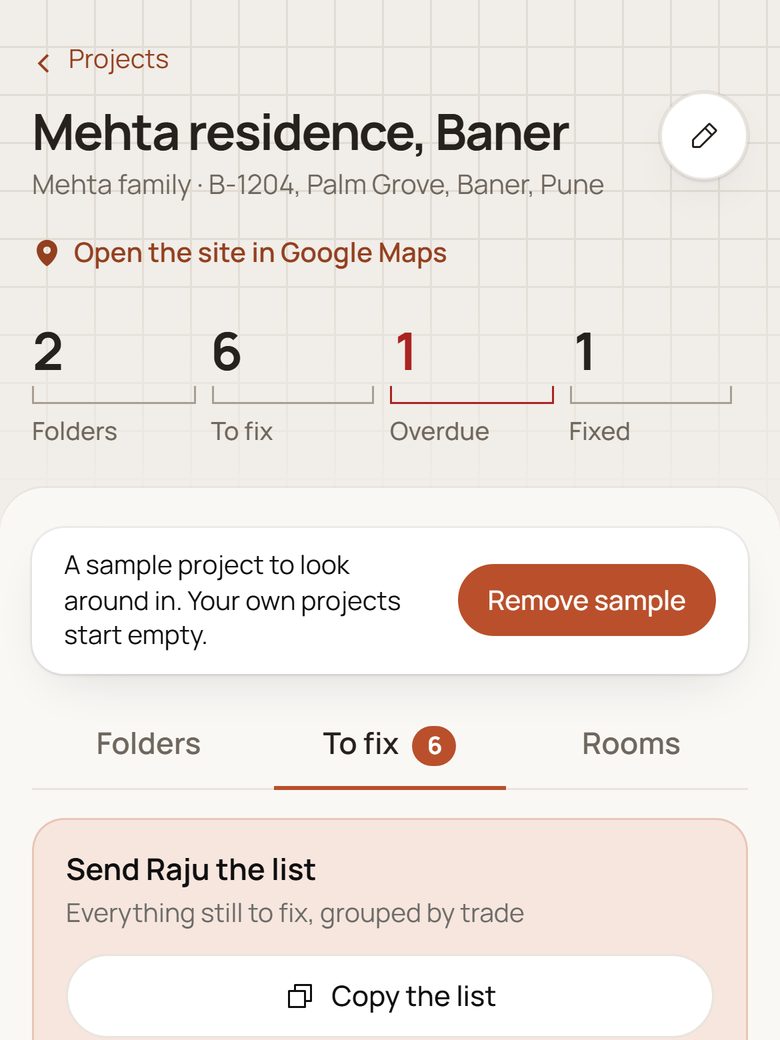 Projects
Mehta residence, Baner
Mehta family · B-1204, Palm Grove, Baner, Pune
Open the site in Google Maps
2 6 1 1
Folders To fix Overdue Fixed
A sample project to look
around in. Your own projects
start empty.
Remove sample
Folders To fix 6 Rooms
Send Raju the list
Everything still to fix, grouped by trade
Copy the list